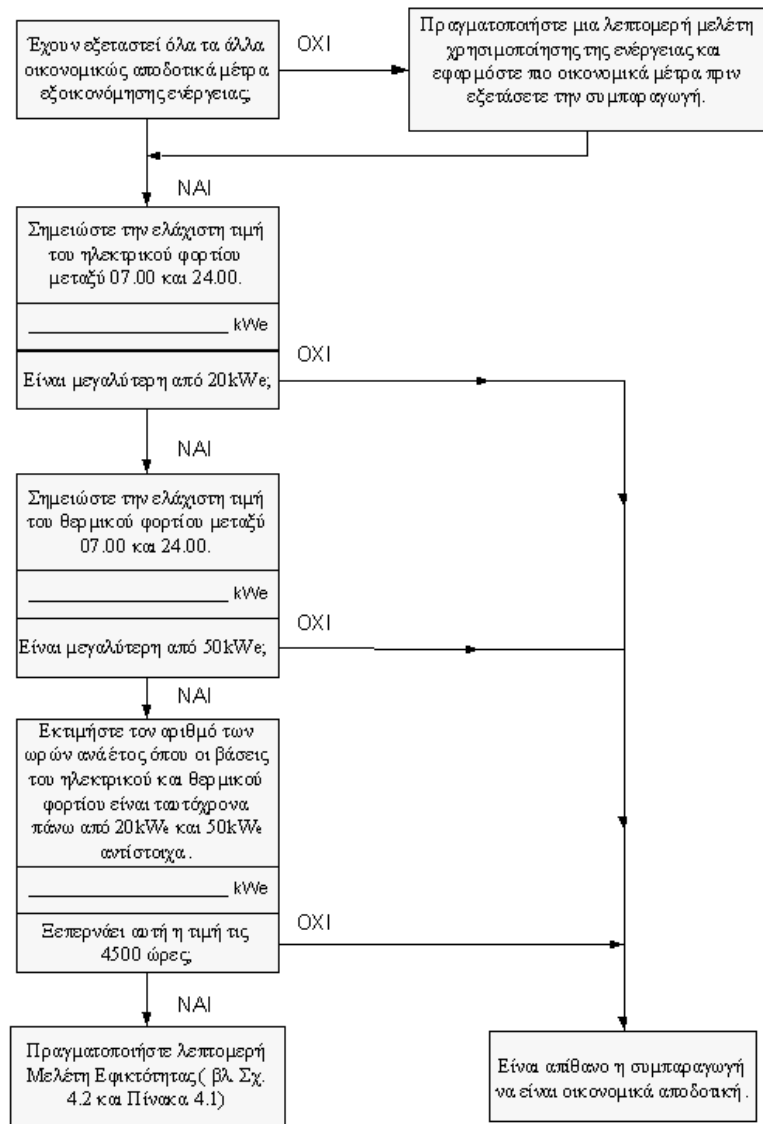 Έχουν εξεταστεί όλα τα άλλα
οικονομικώς αποδοτικά μέτρα
εξοικονόμησης ενέργειας;
ΟΧΙ
Πραγματοποιήστε μια λεπτομερή μελέτη
χρησιμοποίησης της ενέργειας και
εφαρμόστε πιο οικονομικά μέτρα πριν
εξετάσετε την συμπαραγωγή.
ΝΑΙ
Σημειώστε την ελάχιστη τιμή
του ηλεκτρικού φορτίου
μεταξύ 07.00 και 24.00.
____________________ kWe
ΟΧΙ
Είναι μεγαλύτερη από 20kWe;
ΝΑΙ
Σημειώστε την ελάχιστη τιμή
του θερμικού φορτίου μεταξύ
07.00 και 24.00.
____________________ kWe
ΟΧΙ
Είναι μεγαλύτερη από 50kWe;
ΝΑΙ
Εκτιμήστε τον αριθμό των
ωρών ανά έτος όπου οι βάσεις
του ηλεκτρικού και θερμικού
φορτίου είναι ταυτόχρονα
πάνω από 20kWe και 50kWe
αντίστοιχα.
____________________ kWe
ΟΧΙ
Ξεπερνάει αυτή η τιμή τις
4500 ώρες;
ΝΑΙ
Πραγματοποιήστε λεπτομερή
Μελέτη Εφικτότητας ( βλ. Σχ.
4.2 και Πίνακα 4.1)
Είναι απίθανο η συμπαραγωγή
να είναι οικονομικά αποδοτική.